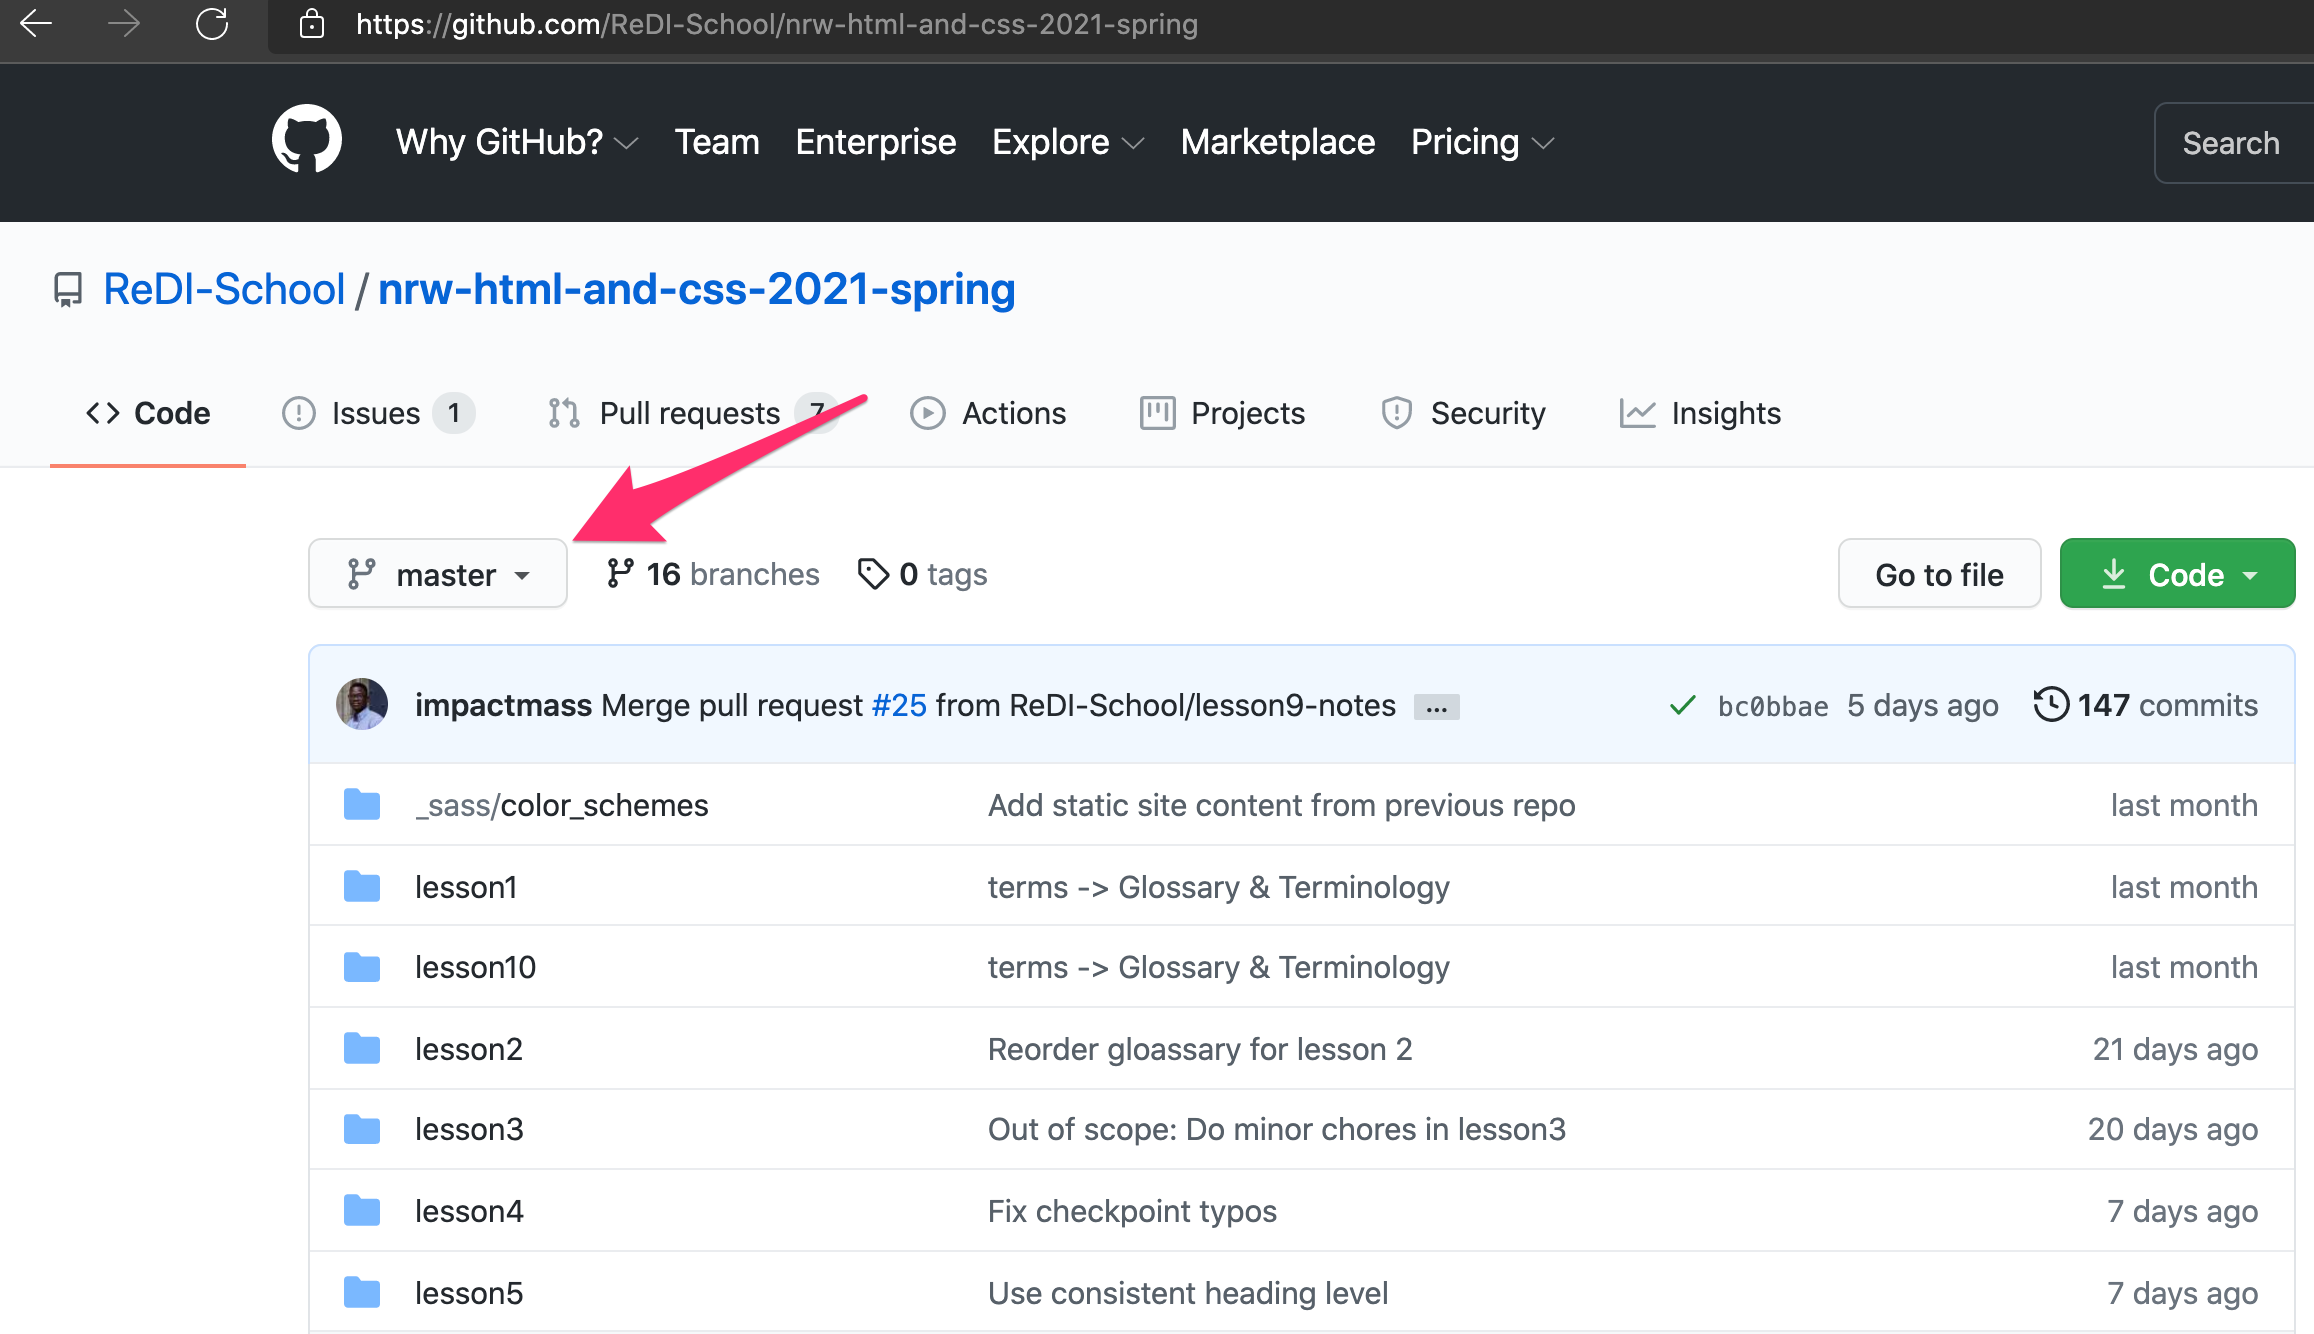 https://github.com/ReDI-School/nrw-html-and-css-2021-spring
Why GitHub? Team Enterprise Explore Marketplace Pricing Search
ReDI-School / nrw-html-and-css-2021-spring
Code Issues 1 Pull requests 7 Actions Projects Security Insights
master 16 branches 0 tags Go to file Code
impactmass Merge pull request #25 from ReDI-School/lesson9-notes ... bc0bbae 5 days ago 147 commits
_sass/color_schemes Add static site content from previous repo last month
lesson1 terms -> Glossary & Terminology last month
lesson10 terms -> Glossary & Terminology last month
lesson2 Reorder gloassary for lesson 2 21 days ago
lesson3 Out of scope: Do minor chores in lesson3 20 days ago
lesson4 Fix checkpoint typos 7 days ago
lesson5 Use consistent heading level 7 days ago